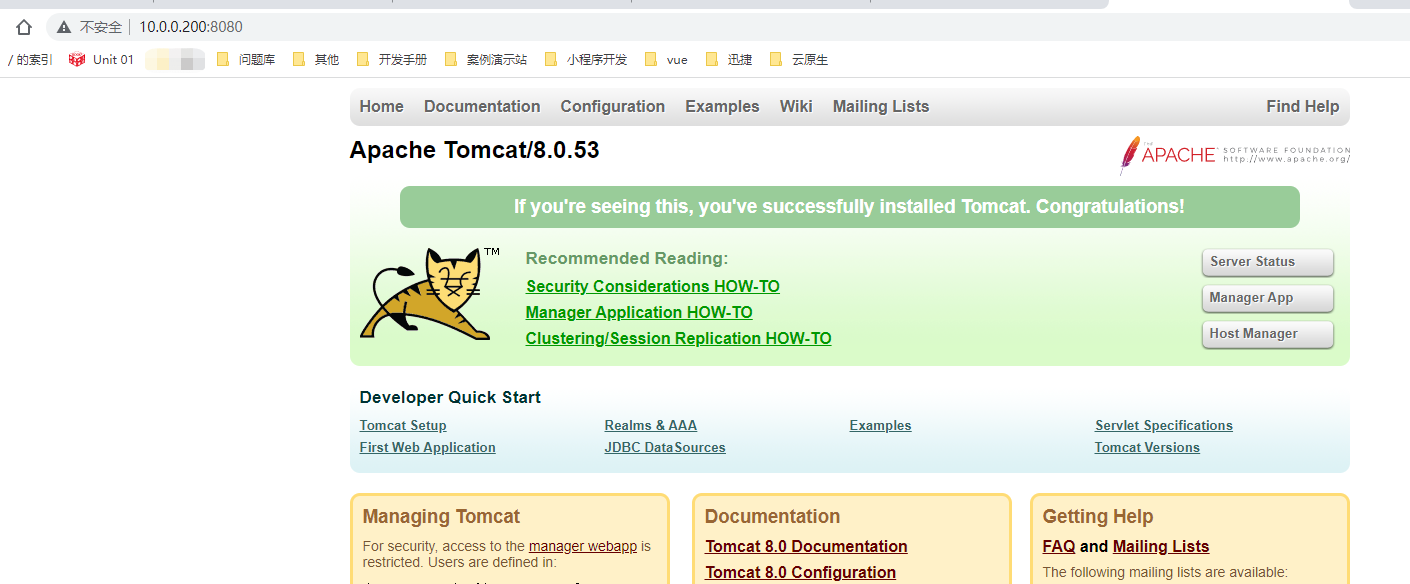 不安全 10.0.0.200:8080
/ 的索引 Unit 01 问题库 其他 开发手册 案例演示站 小程序开发 vue 迅捷 云原生
Home Documentation Configuration Examples Wiki Mailing Lists Find Help
Apache Tomcat/8.0.53
APACHE SOFTWARE FOUNDATION
http://www.apache.org/
If you're seeing this, you've successfully installed Tomcat. Congratulations!
TM
Recommended Reading:
Security Considerations HOW-TO
Manager Application HOW-TO
Clustering/Session Replication HOW-TO
Server Status
Manager App
Host Manager
Developer Quick Start
Tomcat Setup Realms & AAA Examples Servlet Specifications
First Web Application JDBC DataSources Tomcat Versions
Managing Tomcat
For security, access to the manager webapp is
restricted. Users are defined in:
Documentation
Tomcat 8.0 Documentation
Tomcat 8.0 Configuration
Getting Help
FAQ and Mailing Lists
The following mailing lists are available: